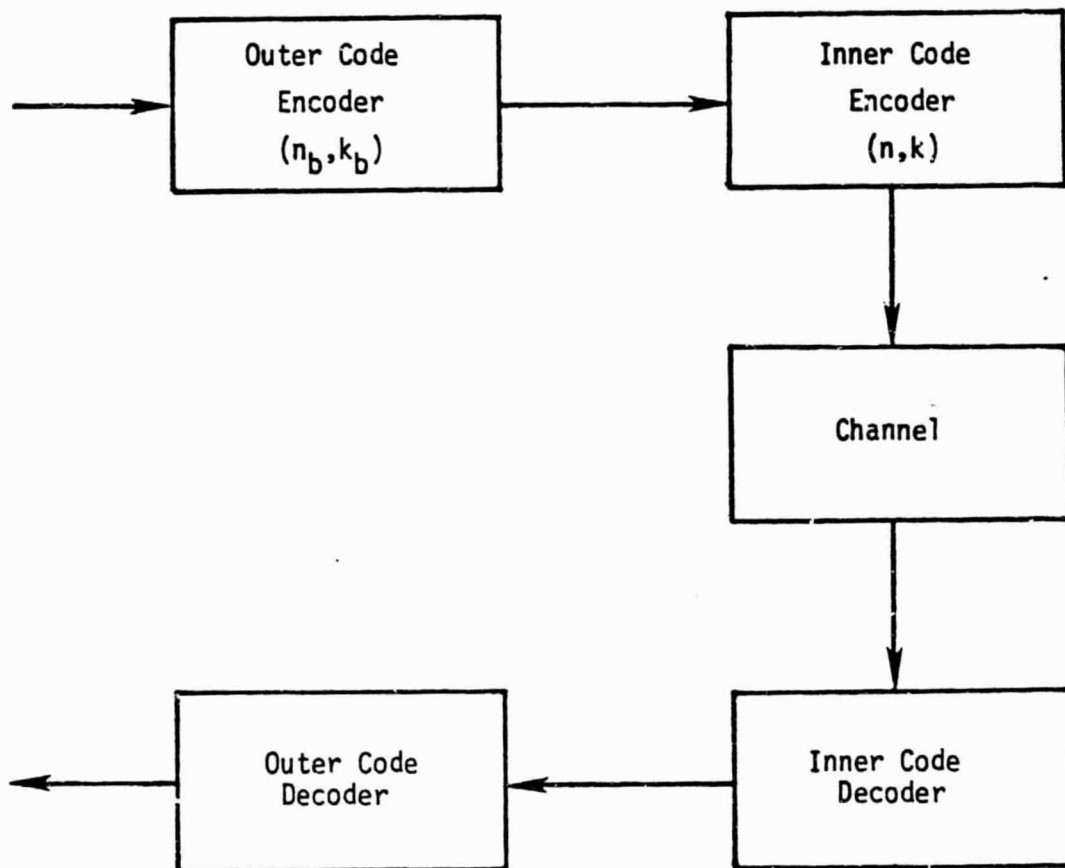 Outer Code
Encoder
(n_b,k_b)
Inner Code
Encoder
(n,k)
Channel
Inner Code
Decoder
Outer Code
Decoder